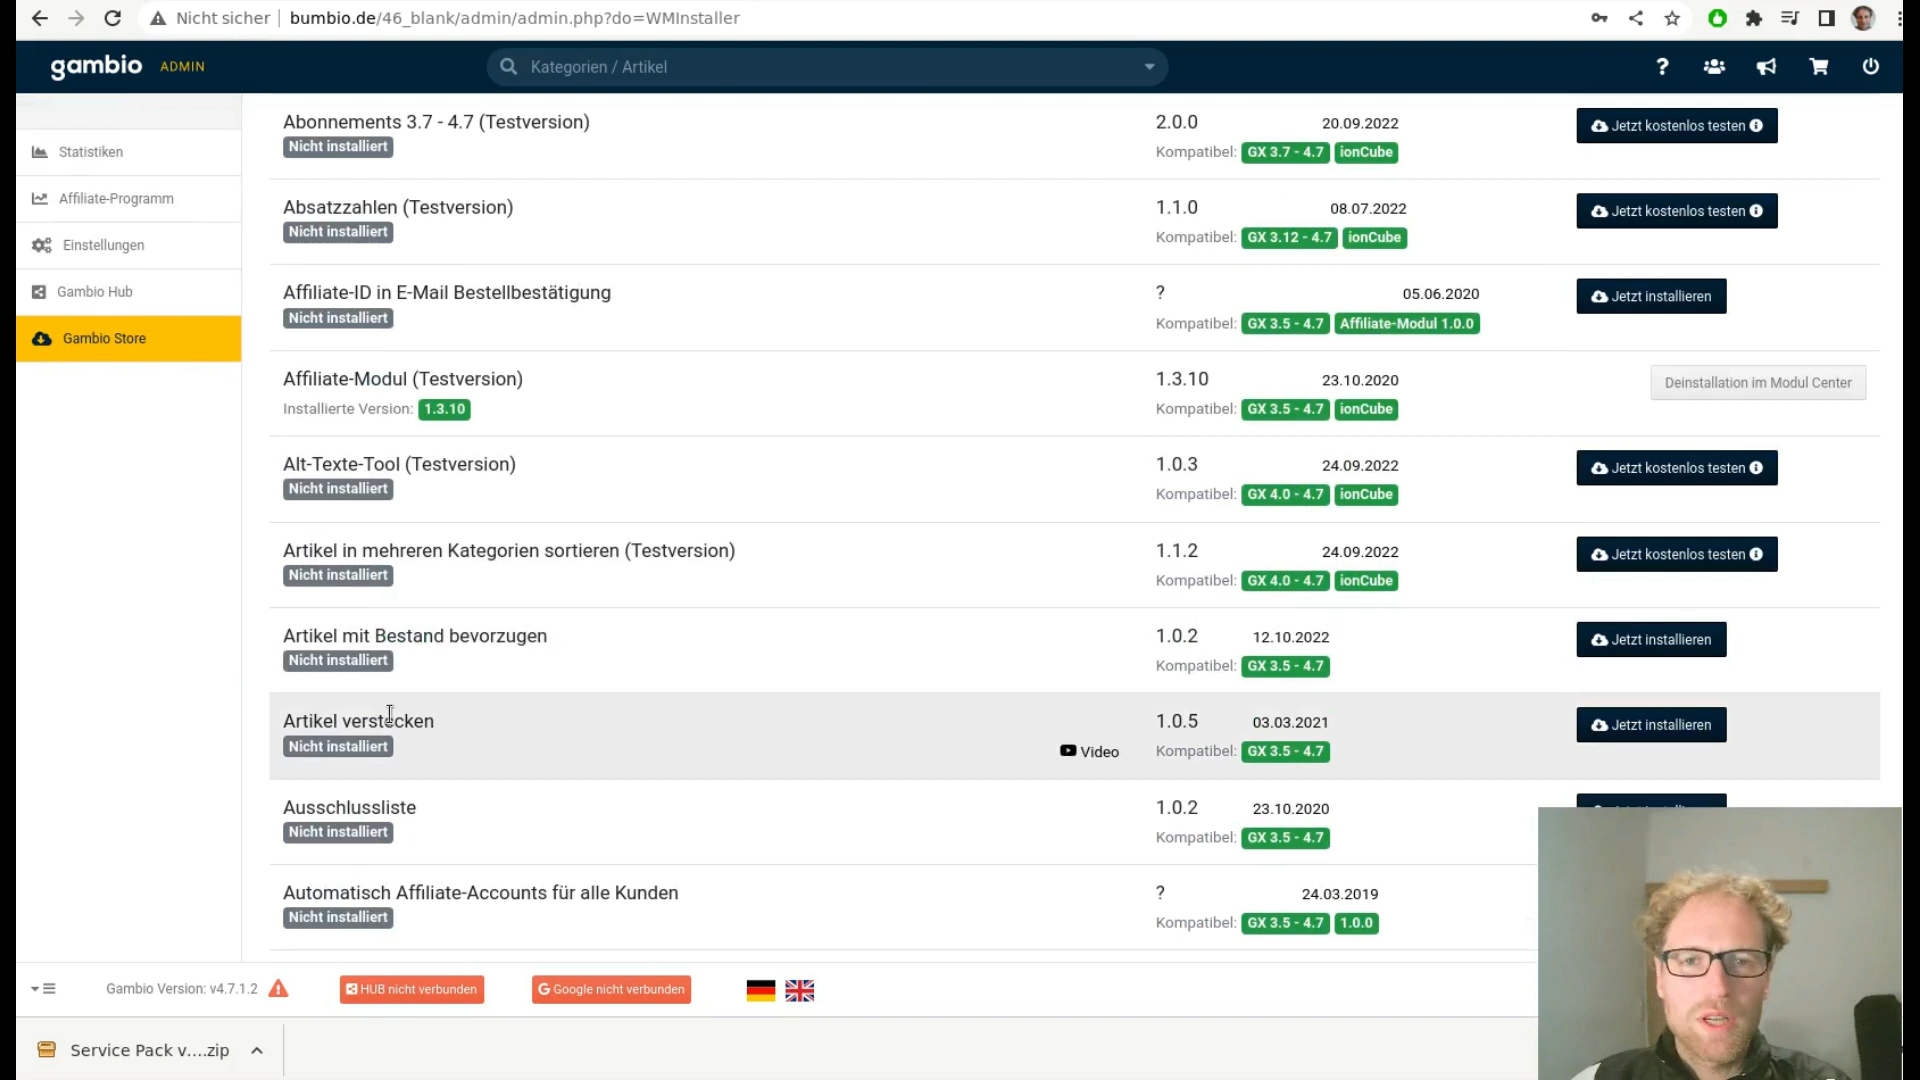 Nicht sicher | bumbio.de/46_blank/admin/admin.php?do=WMInstaller
gambio ADMIN
Kategorien / Artikel
?
Statistiken
Affiliate-Programm
Einstellungen
Gambio Hub
Gambio Store
Abonnements 3.7 - 4.7 (Testversion) 2.0.0 20.09.2022 Jetzt kostenlos testen
Nicht installiert Kompatibel: GX 3.7 - 4.7 ionCube
Absatzzahlen (Testversion) 1.1.0 08.07.2022 Jetzt kostenlos testen
Nicht installiert Kompatibel: GX 3.12 - 4.7 ionCube
Affiliate-ID in E-Mail Bestellbestätigung ? 05.06.2020 Jetzt installieren
Nicht installiert Kompatibel: GX 3.5 - 4.7 Affiliate-Modul 1.0.0
Affiliate-Modul (Testversion) 1.3.10 23.10.2020 Deinstallation im Modul Center
Installierte Version: 1.3.10 Kompatibel: GX 3.5 - 4.7 ionCube
Alt-Texte-Tool (Testversion) 1.0.3 24.09.2022 Jetzt kostenlos testen
Nicht installiert Kompatibel: GX 4.0 - 4.7 ionCube
Artikel in mehreren Kategorien sortieren (Testversion) 1.1.2 24.09.2022 Jetzt kostenlos testen
Nicht installiert Kompatibel: GX 4.0 - 4.7 ionCube
Artikel mit Bestand bevorzugen 1.0.2 12.10.2022 Jetzt installieren
Nicht installiert Kompatibel: GX 3.5 - 4.7
Artikel verstecken 1.0.5 03.03.2021 Jetzt installieren
Nicht installiert Video Kompatibel: GX 3.5 - 4.7
Ausschlussliste 1.0.2 23.10.2020
Nicht installiert Kompatibel: GX 3.5 - 4.7
Automatisch Affiliate-Accounts für alle Kunden ? 24.03.2019
Nicht installiert Kompatibel: GX 3.5 - 4.7 1.0.0
Gambio Version: v4.7.1.2 HUB nicht verbunden Google nicht verbunden
Service Pack v....zip